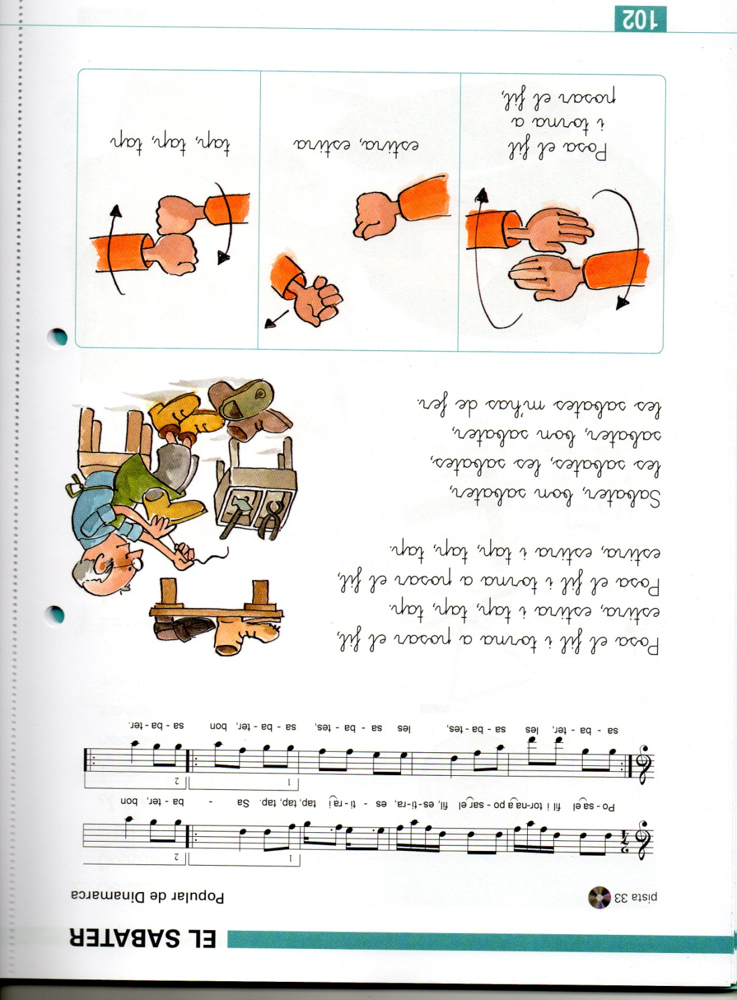 EL SABATER
pista 33
Popular de Dinamarca
1
2
2
4
Po - sa el fil i tor-na a po - sar el fil, es-ti-ra, es - ti - ra i tap, tap, tap. Sa - ba - ter, bon
1
2
sa - ba - ter, les sa - ba - tes, les sa - ba - tes, sa - ba - ter, bon sa - ba - ter.
Posa el fil i torna a posar el fil,
estira, estira i tap, tap, tap.
Posa el fil i torna a posar el fil,
estira, estira i tap, tap, tap.
Sabater, bon sabater,
les sabates, les sabates,
sabater, bon sabater,
les sabates m'has de fer.
Posa el fil
i torna a
posar el fil,
estira, estira
tap, tap, tap
102